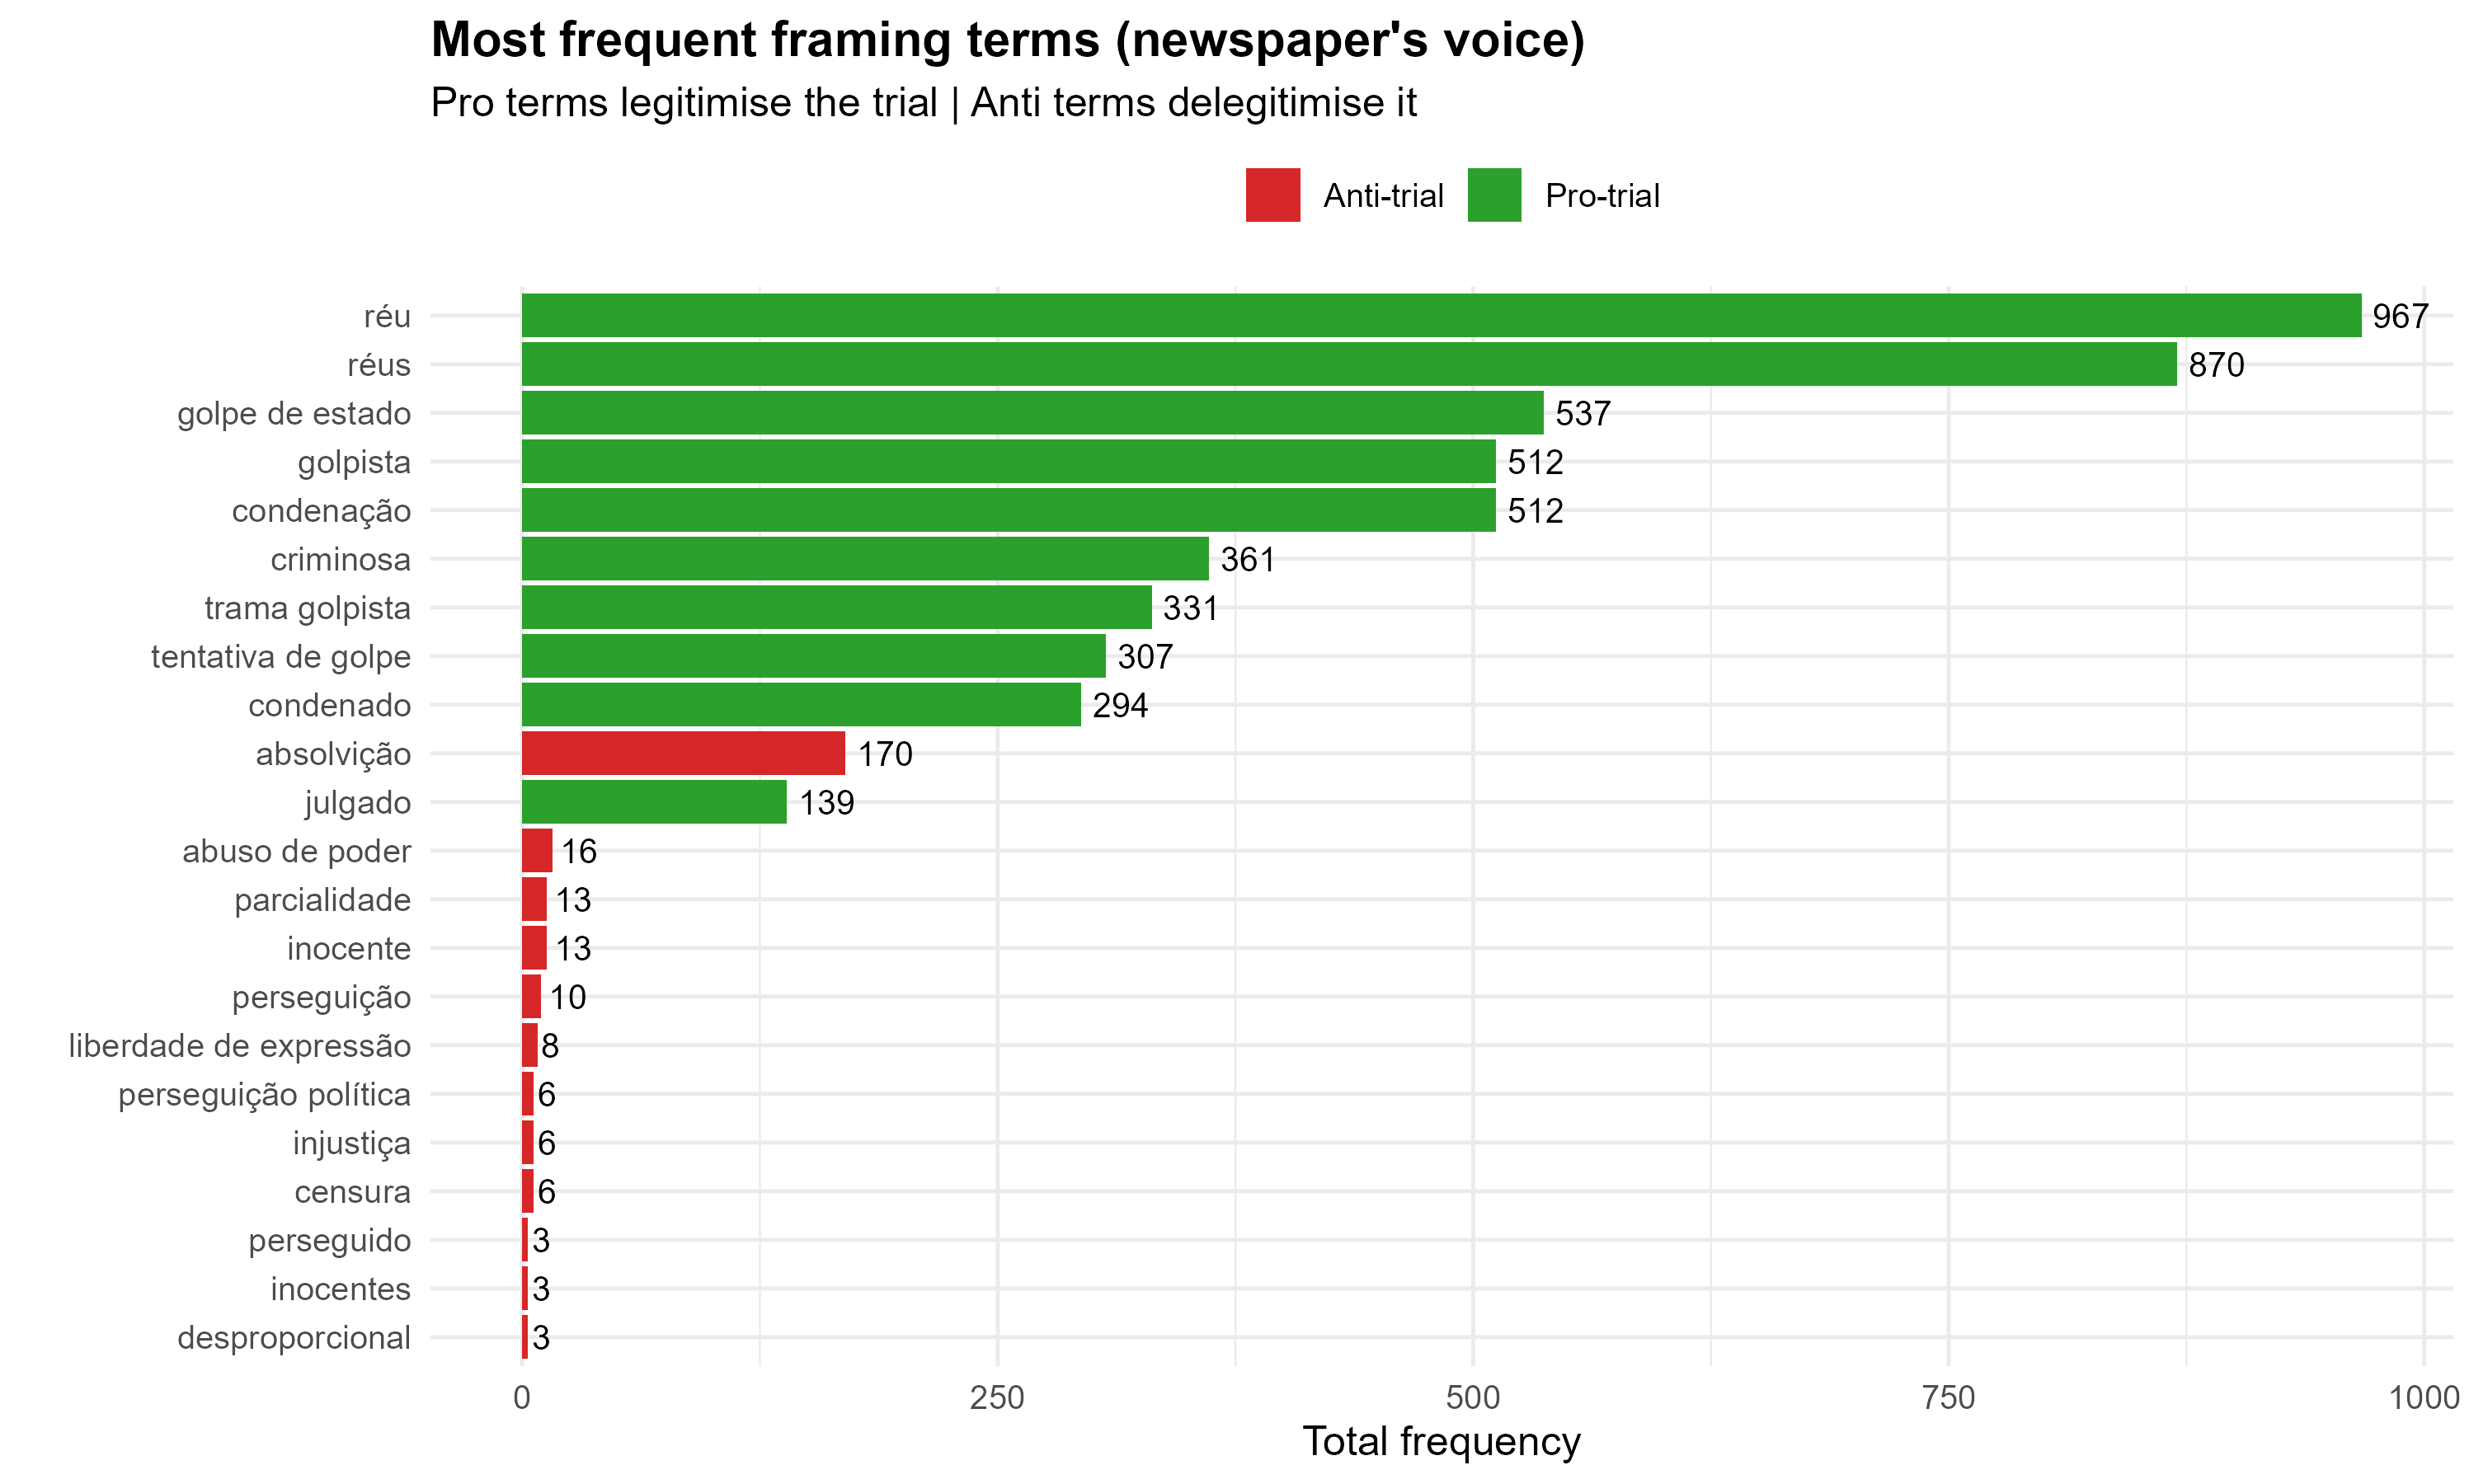 Most frequent framing terms (newspaper's voice)
Pro terms legitimise the trial | Anti terms delegitimise it
Anti-trial Pro-trial
réu 967
réus 870
golpe de estado 537
golpista 512
condenação 512
criminosa 361
trama golpista 331
tentativa de golpe 307
condenado 294
absolvição 170
julgado 139
abuso de poder 16
parcialidade 13
inocente 13
perseguição 10
liberdade de expressão 8
perseguição política 6
injustiça 6
censura 6
perseguido 3
inocentes 3
desproporcional 3
0 250 500 750 1000
Total frequency